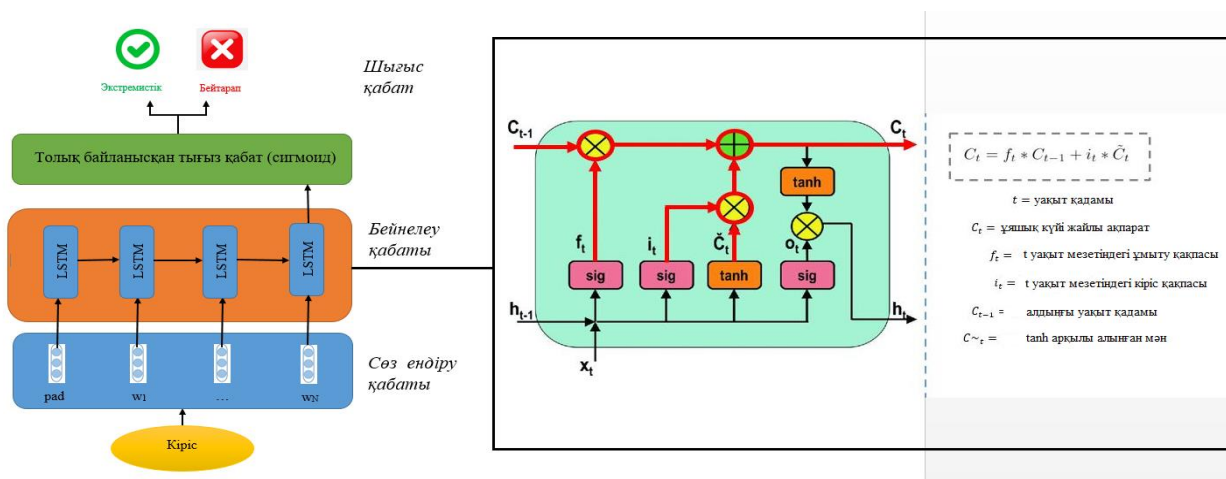 Экстремистік
Бейтарап
Шығыс
қабат
Толық байланысқан тығыз қабат (сигмоид)
Бейнелеу
қабаты
LSTM
LSTM
LSTM
LSTM
Сөз ендіру
қабаты
pad
w1
...
wN
Кіріс
Ct-1
Ct
tanh
ft
it
Čt
ot
sig
sig
tanh
sig
ht-1
ht
xt
Ct = ft * Ct−1 + it * C̃t
t = уақыт қадамы
Ct = ұяшық күйі жайлы ақпарат
ft = t уақыт мезетіндегі ұмыту қақпасы
it = t уақыт мезетіндегі кіріс қақпасы
Ct−1 = алдыңғы уақыт қадамы
C~t = tanh арқылы алынған мән